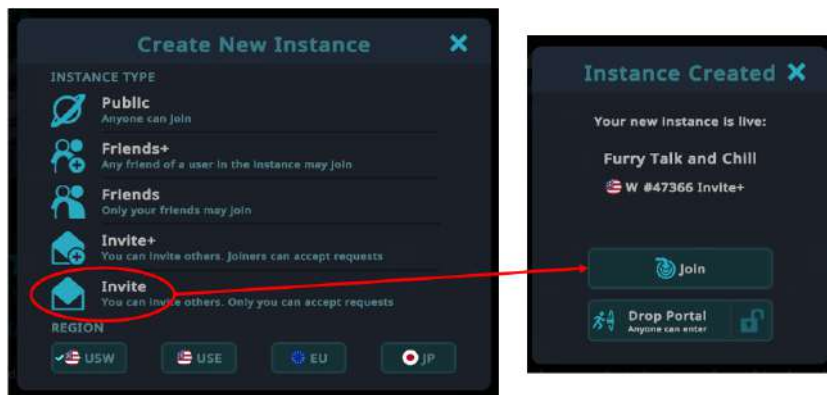 Create New Instance
INSTANCE TYPE
Public
Anyone can join
Friends+
Any friend of a user in the instance may join
Friends
Only your friends may join
Invite+
You can invite others. Joiners can accept requests
Invite
You can invite others. Only you can accept requests
REGION
USW USE EU JP
Instance Created
Your new instance is live:
Furry Talk and Chill
W #47366 Invite+
Join
Drop Portal
Anyone can enter